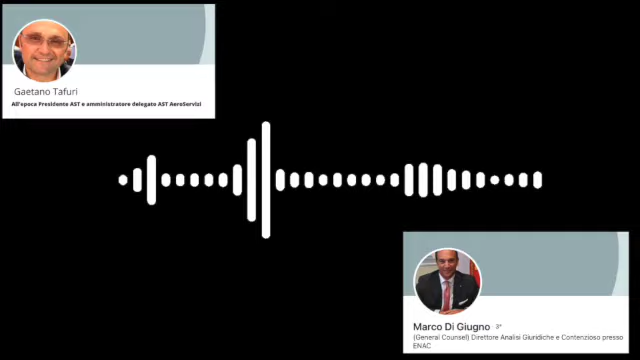 Gaetano Tafuri
All'epoca Presidente AST e amministratore delegato AST AeroServizi
Marco Di Giugno 3°
(General Counsel) Direttore Analisi Giuridiche e Contenzioso presso
ENAC